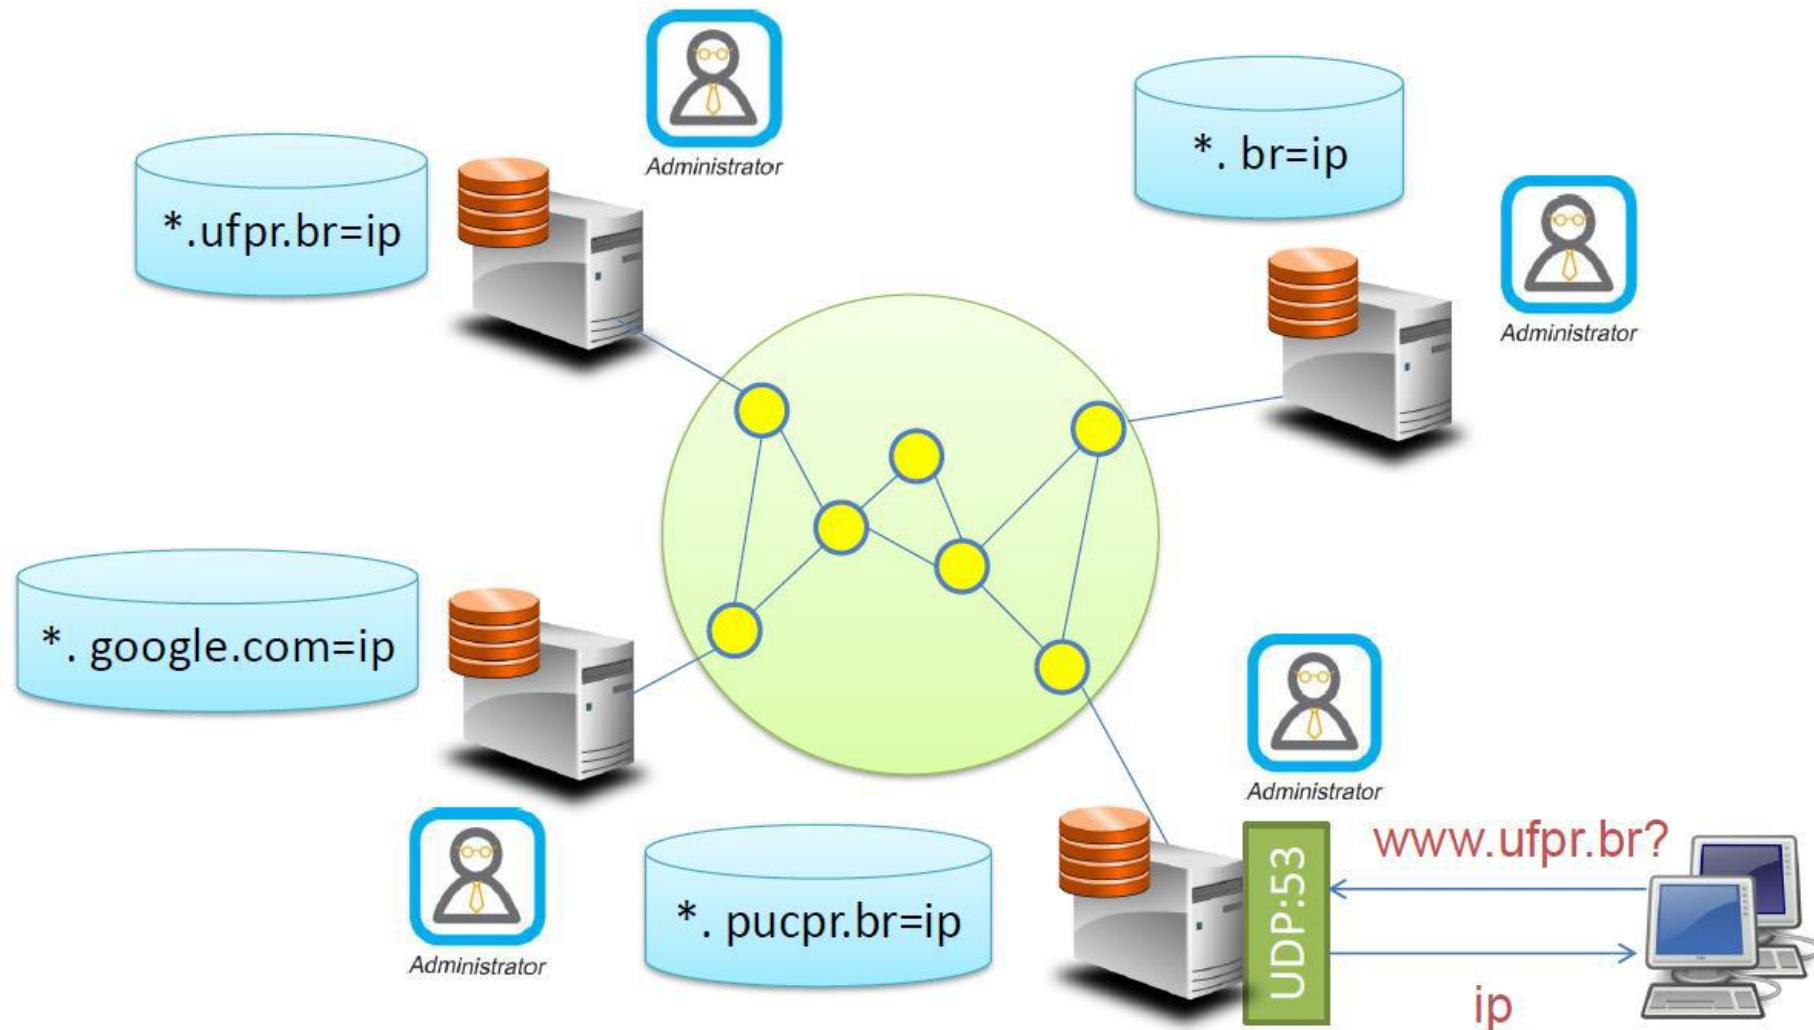 Administrator
*. br=ip
*.ufpr.br=ip
Administrator
*. google.com=ip
Administrator
www.ufpr.br?
UDP:53
*. pucpr.br=ip
Administrator
ip